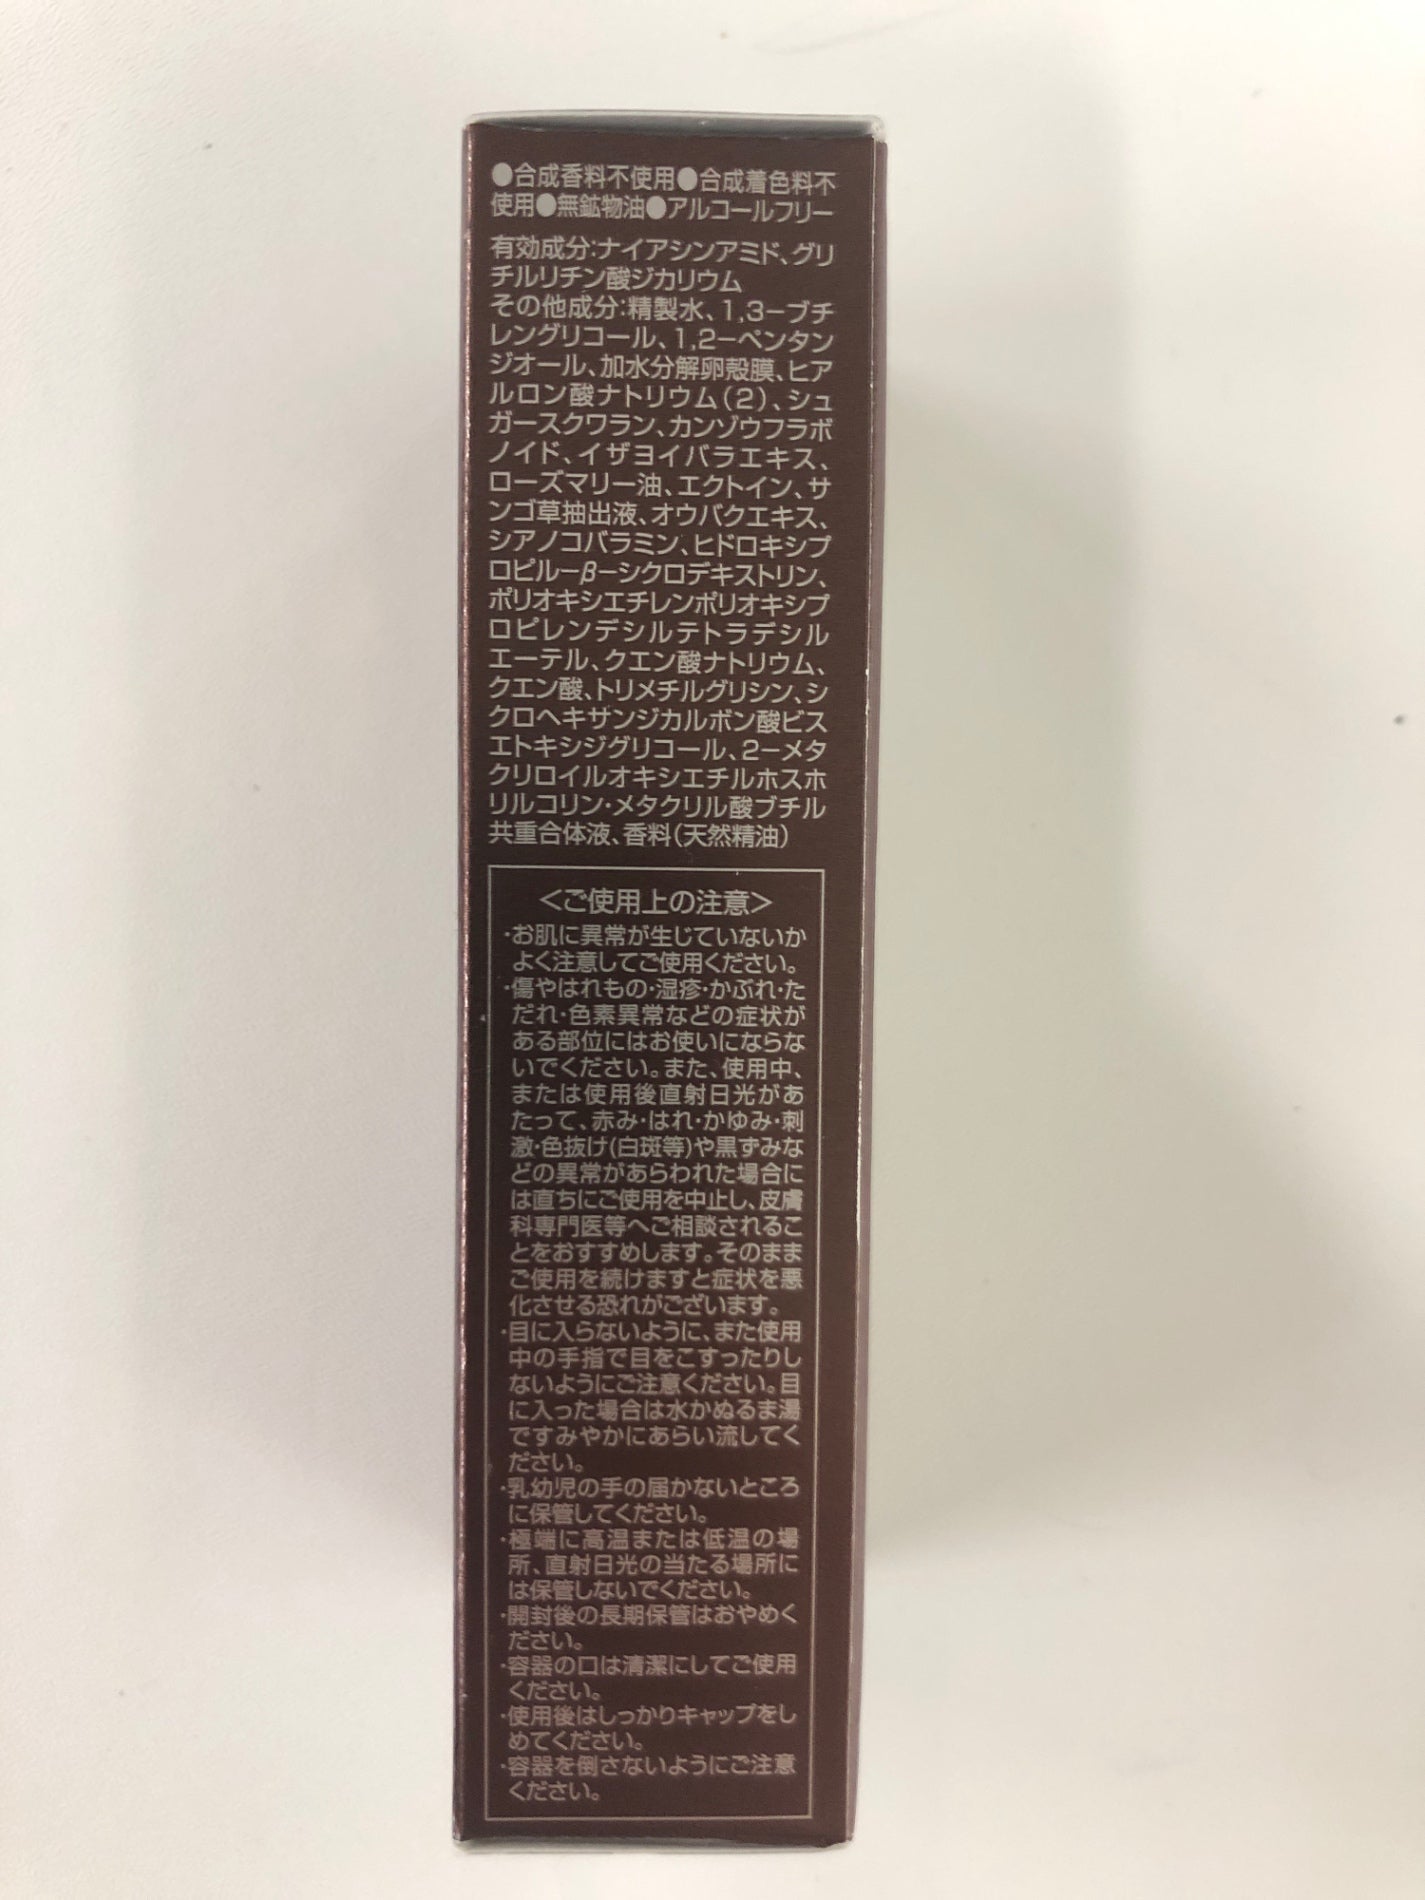 ●合成香料不使用●合成着色料不
使用●無鉱物油●アルコールフリー
有効成分:ナイアシンアミド、グリ
チルリチン酸ジカリウム
その他成分:精製水、1,3−ブチ
レングリコール、1,2−ペンタン
ジオール、加水分解卵殻膜、ヒア
ルロン酸ナトリウム(2)、シュ
ガースクワラン、カンゾウフラボ
ノイド、イザヨイバラエキス、
ローズマリー油、エクトイン、サ
ンゴ草抽出液、オウバクエキス、
シアノコバラミン、ヒドロキシプ
ロピル−β−シクロデキストリン、
ポリオキシエチレンポリオキシプ
ロピレンデシルテトラデシル
エーテル、クエン酸ナトリウム、
クエン酸、トリメチルグリシン、シ
クロヘキサンジカルボン酸ビス
エトキシジグリコール、2−メタ
クリロイルオキシエチルホスホ
リルコリン・メタクリル酸ブチル
共重合体液、香料(天然精油)
<ご使用上の注意>
・お肌に異常が生じていないか
よく注意してご使用ください。
・傷やはれもの・湿疹・かぶれ・た
だれ・色素異常などの症状が
ある部位にはお使いにならな
いでください。また、使用中、
または使用後直射日光があ
たって、赤み・はれ・かゆみ・刺
激・色抜け(白斑等)や黒ずみな
どの異常があらわれた場合に
は直ちにご使用を中止し、皮膚
科専門医等へご相談されるこ
とをおすすめします。そのまま
ご使用を続けますと症状を悪
化させる恐れがございます。
・目に入らないように、また使用
中の手指で目をこすったりし
ないようにご注意ください。目
に入った場合は水かぬるま湯
ですみやかにあらい流してく
ださい。
・乳幼児の手の届かないところ
に保管してください。
・極端に高温または低温の場
所、直射日光の当たる場所に
は保管しないでください。
・開封後の長期保管はおやめく
ださい。
・容器の口は清潔にしてご使用
ください。
・使用後はしっかりキャップをし
めてください。
・容器を倒さないようにご注意
ください。